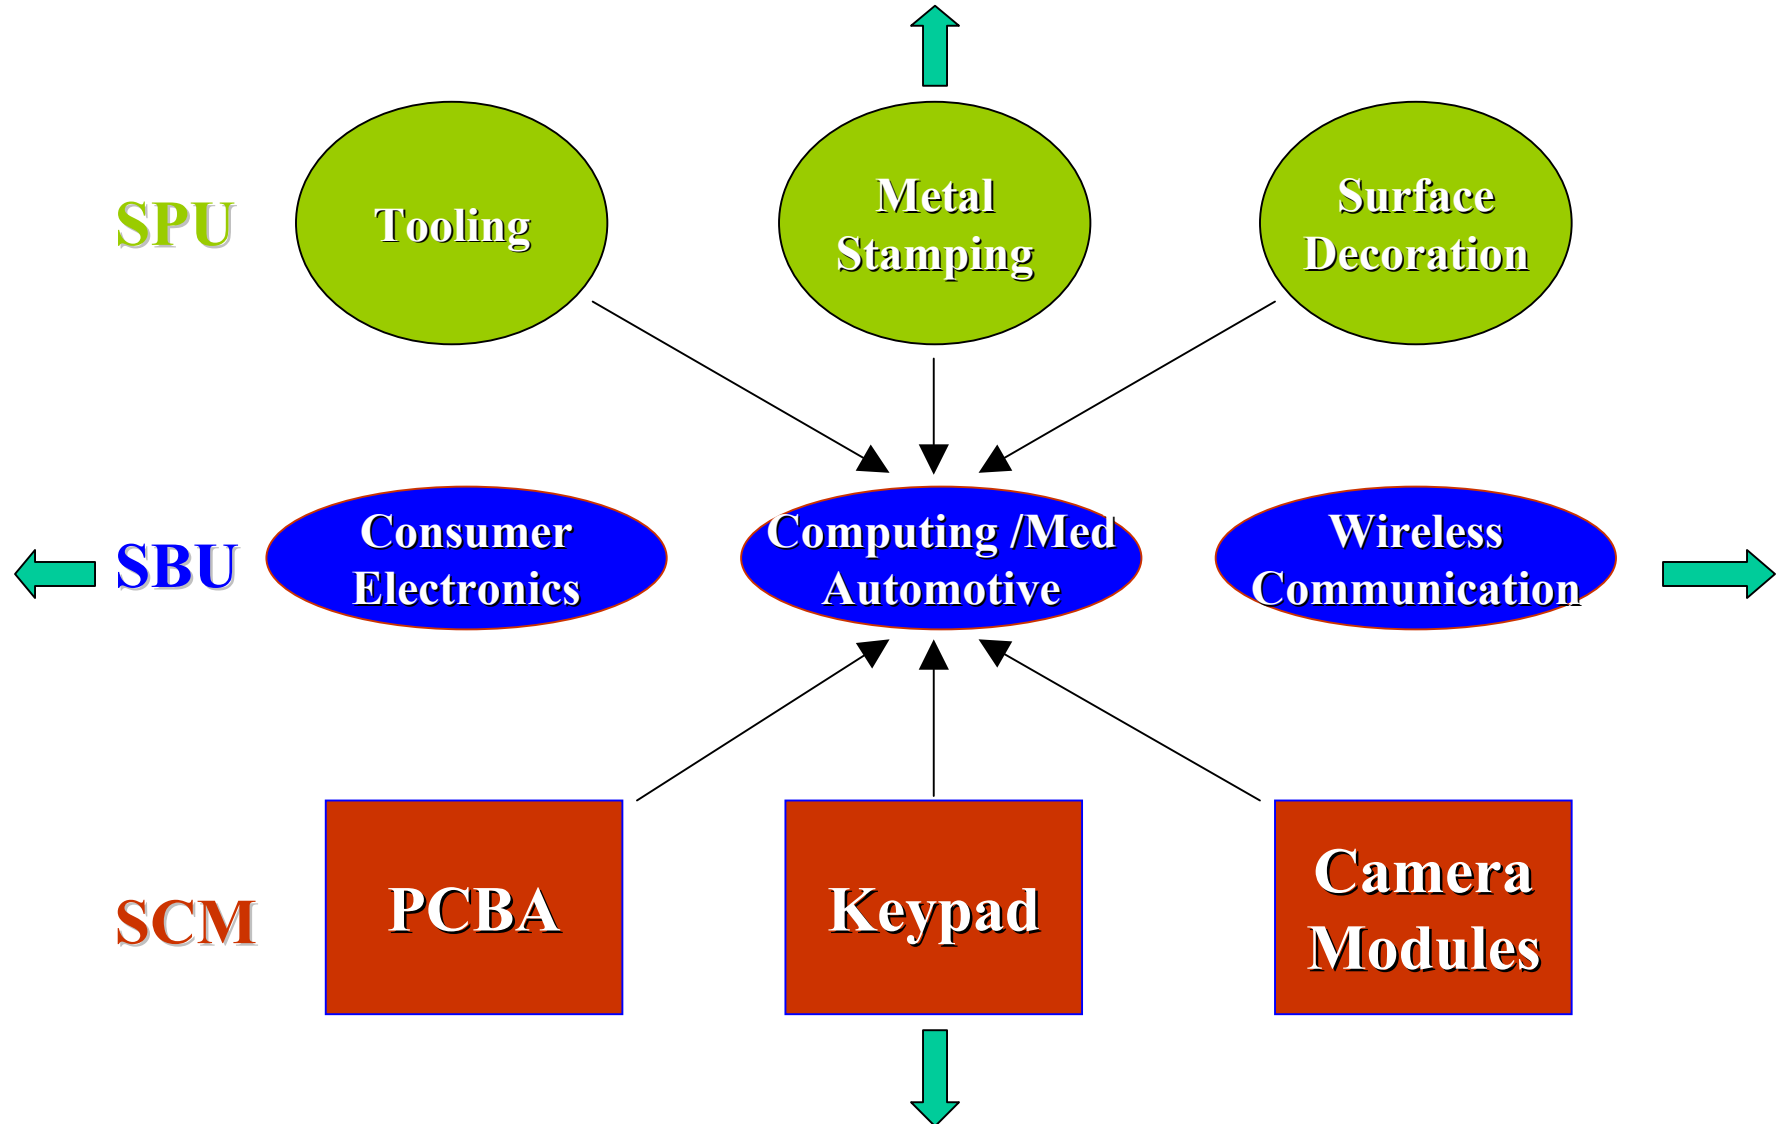 SPU
Tooling
Metal
Stamping
Surface
Decoration
SBU
Consumer
Electronics
Computing /Med
Automotive
Wireless
Communication
SCM
PCBA
Keypad
Camera
Modules